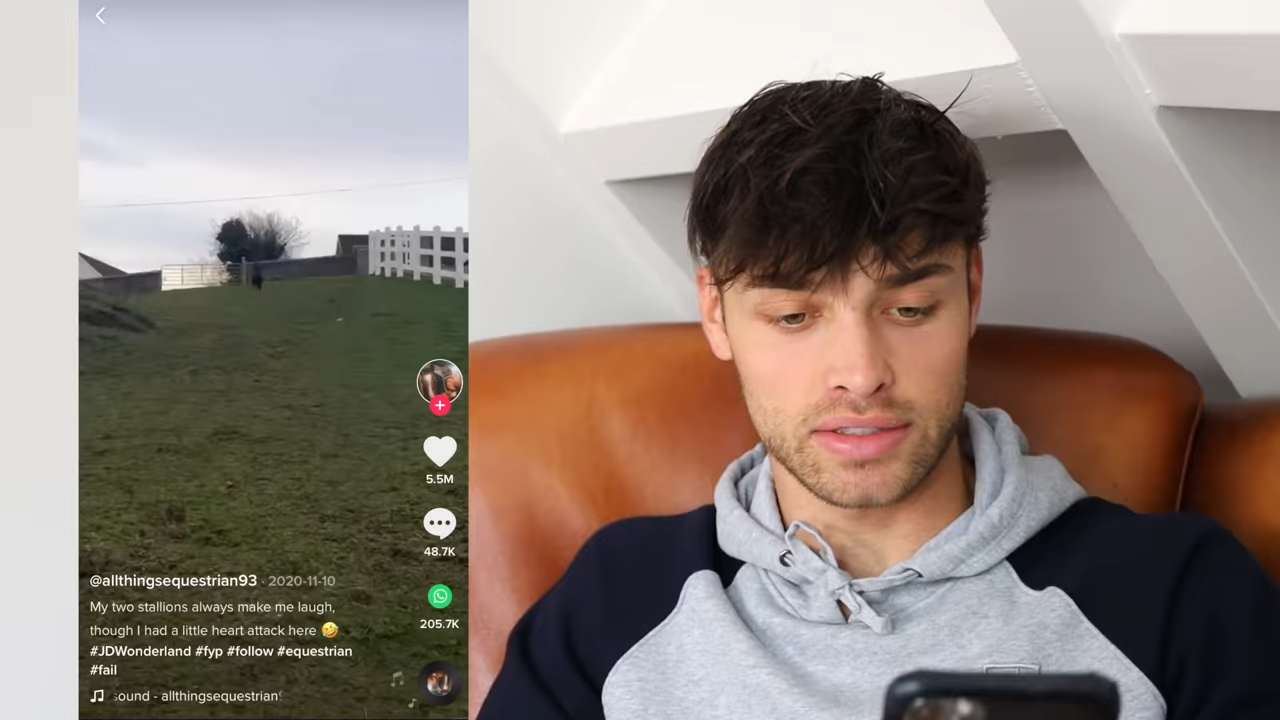 5.5M
48.7K
205.7K
@allthingsequestrian93 · 2020-11-10
My two stallions always make me laugh,
though I had a little heart attack here 🤣
#JDWonderland #fyp #follow #equestrian
#fail
ound - allthingsequestrian